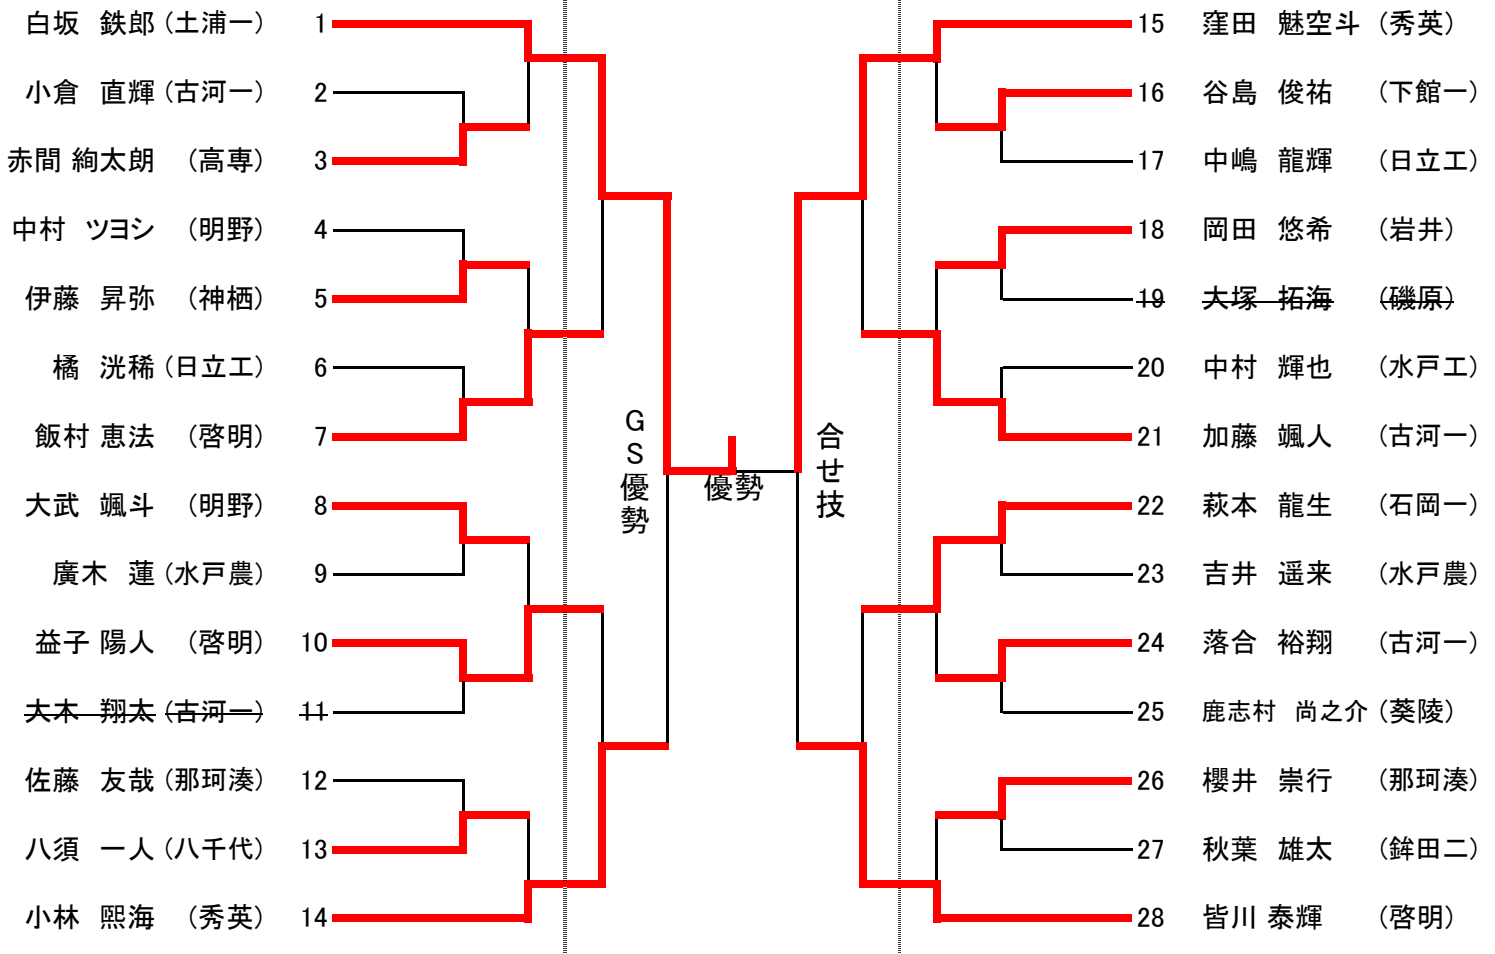 白坂 鉄郎 (土浦一) 1
小倉 直輝 (古河一) 2
赤間 絢太朗 (高専) 3
中村 ツヨシ (明野) 4
伊藤 昇弥 (神栖) 5
橘 洸稀 (日立工) 6
飯村 恵法 (啓明) 7
大武 颯斗 (明野) 8
廣木 蓮 (水戸農) 9
益子 陽人 (啓明) 10
大木 翔太 (古河一) 11
佐藤 友哉 (那珂湊) 12
八須 一人 (八千代) 13
小林 熙海 (秀英) 14
GS優勢
優勢
合せ技
15 窪田 魅空斗 (秀英)
16 谷島 俊祐 (下館一)
17 中嶋 龍輝 (日立工)
18 岡田 悠希 (岩井)
19 大塚 拓海 (磯原)
20 中村 輝也 (水戸工)
21 加藤 颯人 (古河一)
22 萩本 龍生 (石岡一)
23 吉井 遥来 (水戸農)
24 落合 裕翔 (古河一)
25 鹿志村 尚之介 (葵陵)
26 櫻井 崇行 (那珂湊)
27 秋葉 雄太 (鉾田二)
28 皆川 泰輝 (啓明)